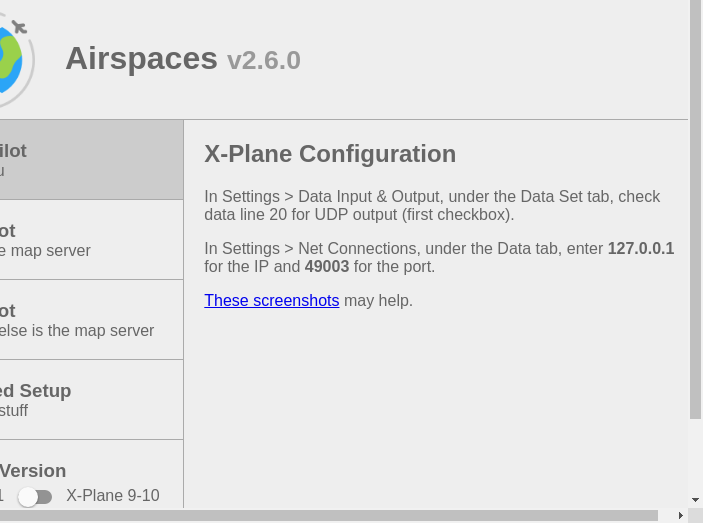 Airspaces v2.6.0
X-Plane Configuration
In Settings > Data Input & Output, under the Data Set tab, check
data line 20 for UDP output (first checkbox).
In Settings > Net Connections, under the Data tab, enter 127.0.0.1
for the IP and 49003 for the port.
These screenshots may help.
ilot
u
ot
e map server
ot
else is the map server
ed Setup
stuff
Version
1 X-Plane 9-10